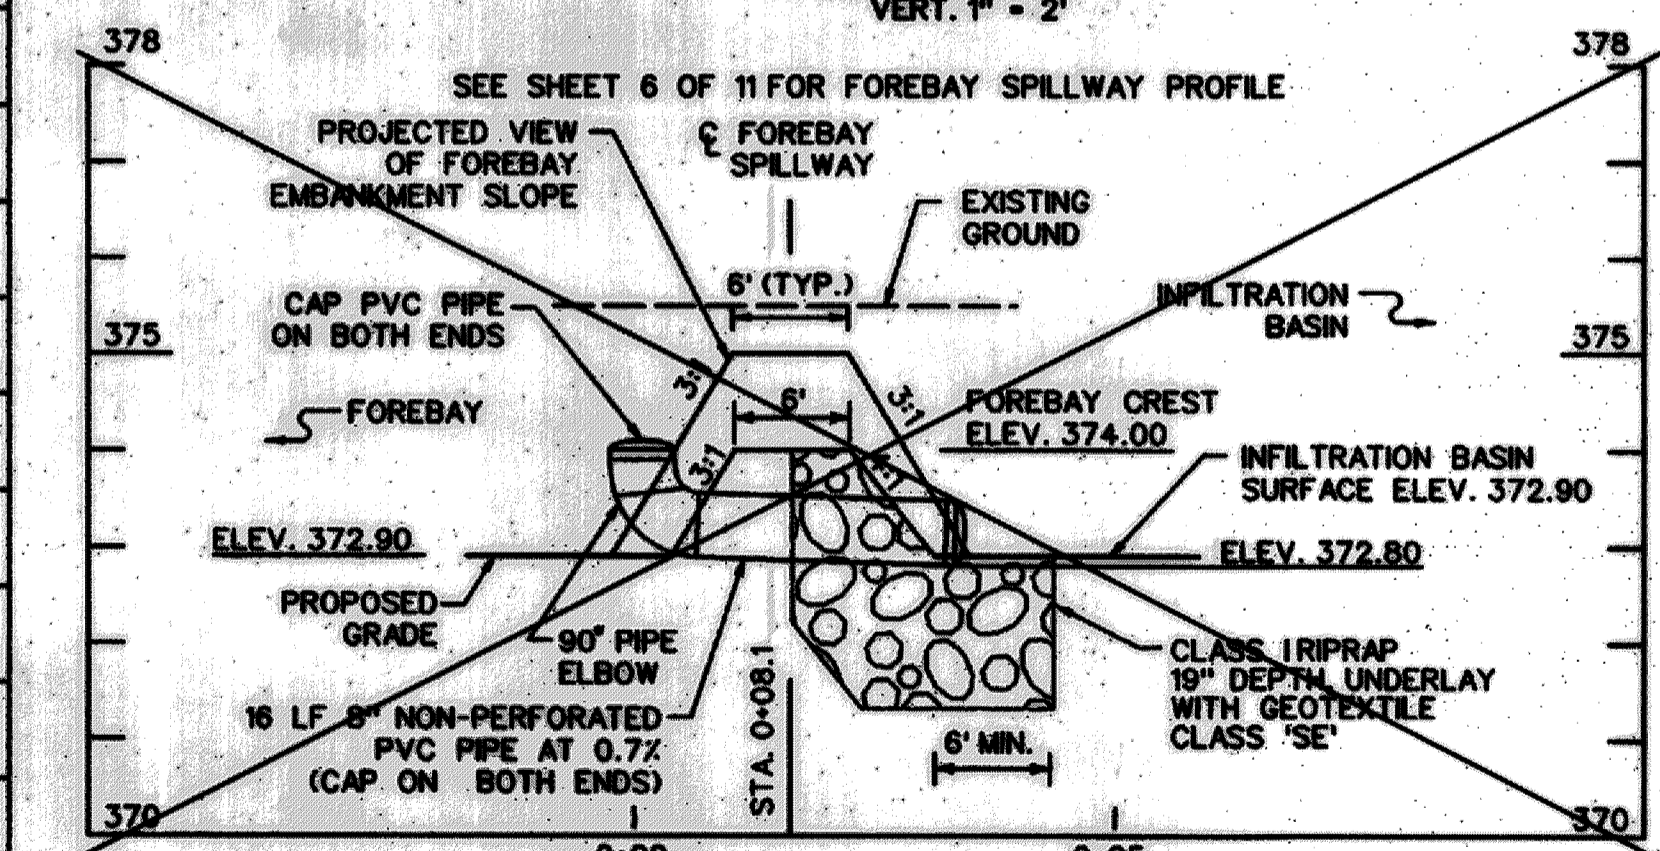 VERT. 1" = 2'
378
378
SEE SHEET 6 OF 11 FOR FOREBAY SPILLWAY PROFILE
PROJECTED VIEW
OF FOREBAY
EMBANKMENT SLOPE
℄ FOREBAY
SPILLWAY
EXISTING
GROUND
6' (TYP.)
CAP PVC PIPE
ON BOTH ENDS
INFILTRATION
BASIN
375
375
3:1
FOREBAY
6'
3:1
FOREBAY CREST
ELEV. 374.00
3:1
4:1
INFILTRATION BASIN
SURFACE ELEV. 372.90
ELEV. 372.90
ELEV. 372.80
PROPOSED
GRADE
90° PIPE
ELBOW
CLASS I RIPRAP
19" DEPTH UNDERLAY
WITH GEOTEXTILE
CLASS 'SE'
16 LF 8" NON-PERFORATED
PVC PIPE AT 0.7%
(CAP ON BOTH ENDS)
STA. 0+08.1
6' MIN.
370
370